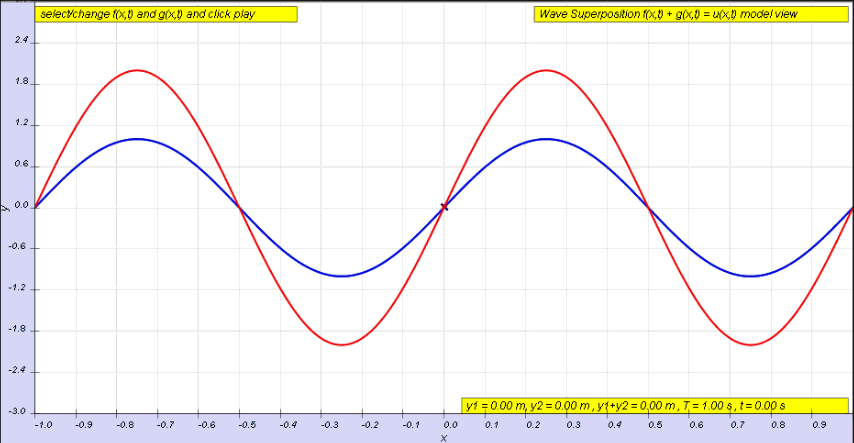 select/change f(x,t) and g(x,t) and click play
Wave Superposition f(x,t) + g(x,t) = u(x,t) model view
2.4
1.8
1.2
0.6
0.0
y
-0.6
-1.2
-1.8
-2.4
-3.0
y1 = 0.00 m, y2 = 0.00 m , y1+y2 = 0.00 m , T = 1.00 s , t = 0.00 s
-1.0 -0.9 -0.8 -0.7 -0.6 -0.5 -0.4 -0.3 -0.2 -0.1 0.0 0.1 0.2 0.3 0.4 0.5 0.6 0.7 0.8 0.9
x